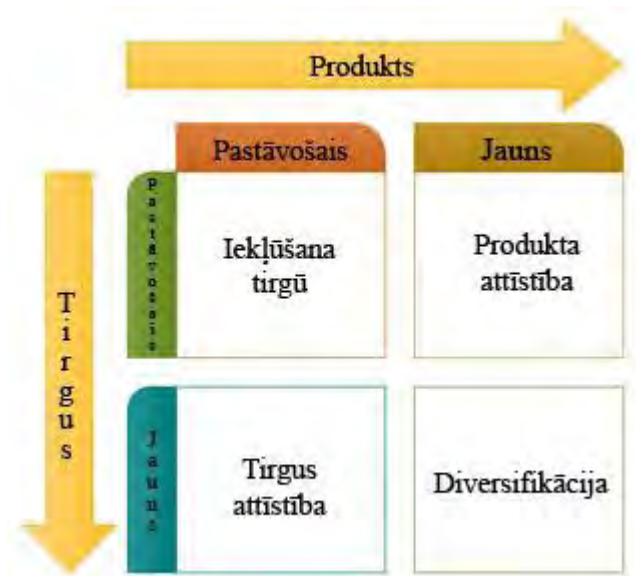 Produkts
Pastāvošais
Jauns
Tirgus
Pastāvošais
Iekļūšana
tirgū
Produkta
attīstība
Jauns
Tirgus
attīstība
Diversifikācija